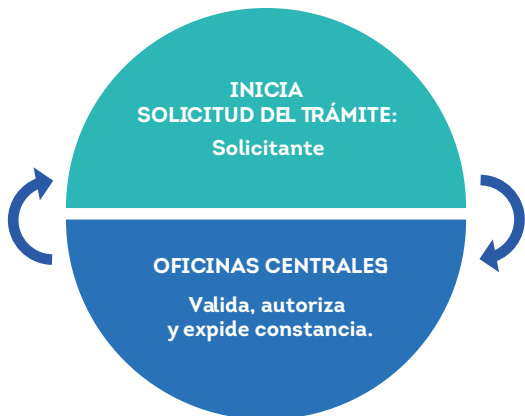 INICIA
SOLICITUD DEL TRÁMITE:
Solicitante
OFICINAS CENTRALES
Valida, autoriza
y expide constancia.